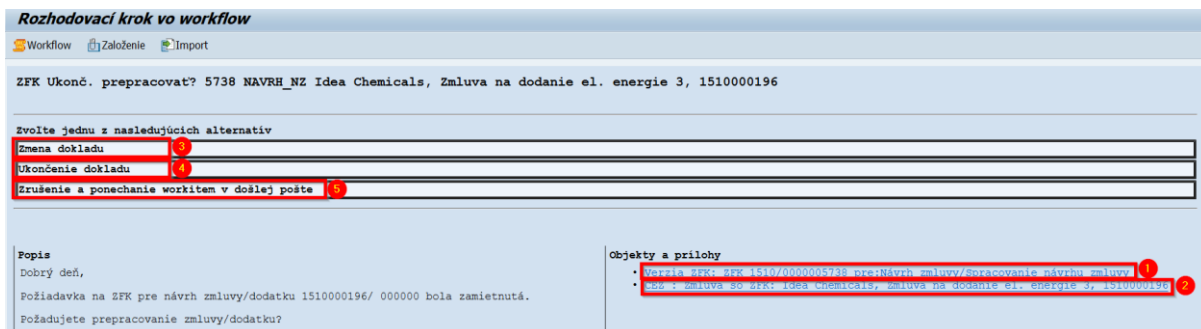 Rozhodovací krok vo workflow
Workflow Založenie Import
ZFK Ukonč. prepracovať? 5738 NAVRH_NZ Idea Chemicals, Zmluva na dodanie el. energie 3, 1510000196
Zvoľte jednu z nasledujúcich alternatív
Zmena dokladu 3
Ukončenie dokladu 4
Zrušenie a ponechanie workitem v došlej pošte 5
Popis
Dobrý deň,
Požiadavka na ZFK pre návrh zmluvy/dodatku 1510000196/ 000000 bola zamietnutá.
Požadujete prepracovanie zmluvy/dodatku?
Objekty a prílohy
• Verzia ZFK: ZFK 1510/0000005738 pre:Návrh zmluvy/Spracovanie návrhu zmluvy 1
• CEZ : Zmluva so ZFK: Idea Chemicals, Zmluva na dodanie el. energie 3, 1510000196 2